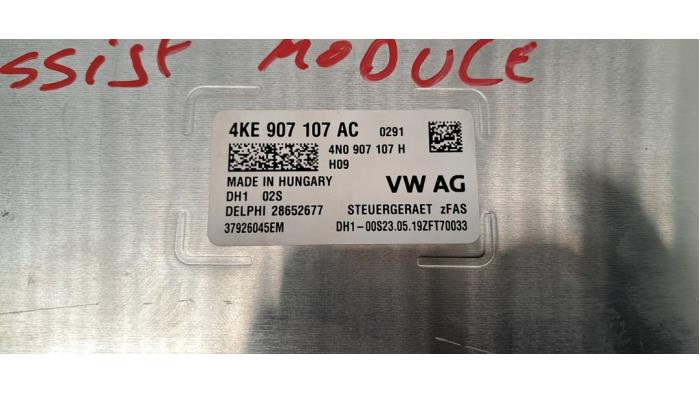 ssist MODULE
4KE 907 107 AC 0291
4N0 907 107 H
H09
MADE IN HUNGARY
VW AG
DH1 02S
DELPHI 28652677 STEUERGERAET zFAS
37926045EM DH1-00S23.05.19ZFT70033